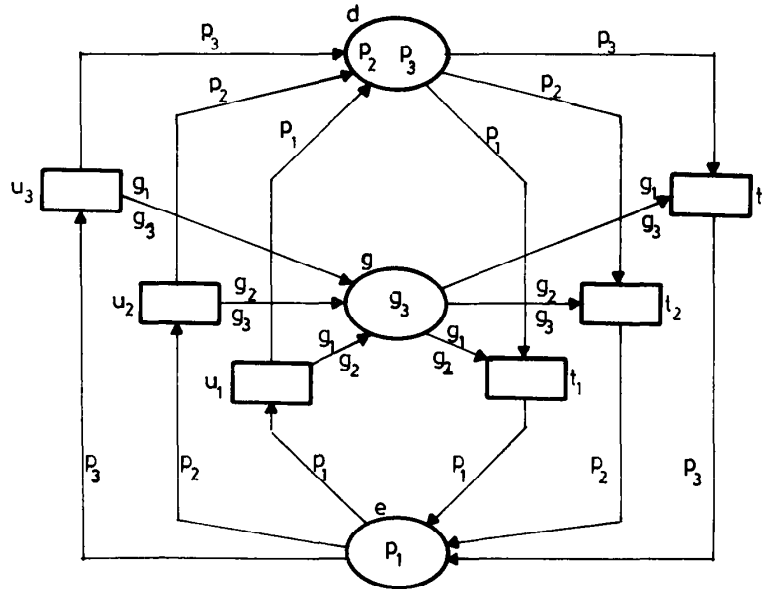 d
p₃
p₂ p₃
p₃
p₂
p₂
p₁
p₁
u₃
g₁
g₃
g₁
g₃
t
g
u₂
g₂
g₃
g₃
g₂
g₃
t₂
u₁
g₁
g₂
g₁
g₂
t₁
p₃
p₂
p₁
p₁
p₂
p₃
e
p₁